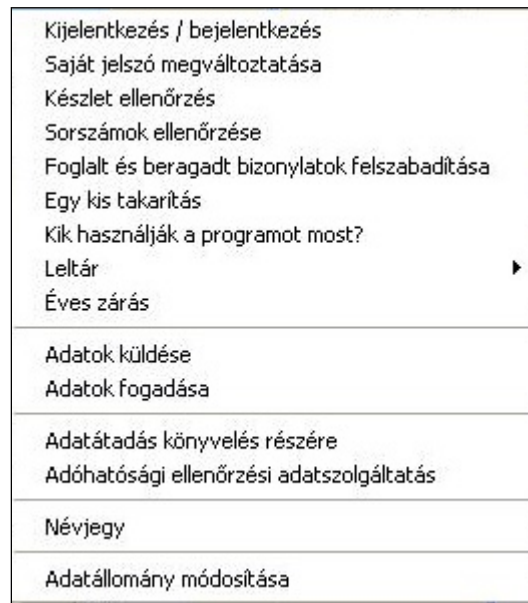 Kijelentkezés / bejelentkezés
Saját jelszó megváltoztatása
Készlet ellenőrzés
Sorszámok ellenőrzése
Foglalt és beragadt bizonylatok felszabadítása
Egy kis takarítás
Kik használják a programot most?
Leltár
Éves zárás
Adatok küldése
Adatok fogadása
Adatátadás könyvelés részére
Adóhatósági ellenőrzési adatszolgáltatás
Névjegy
Adatállomány módosítása